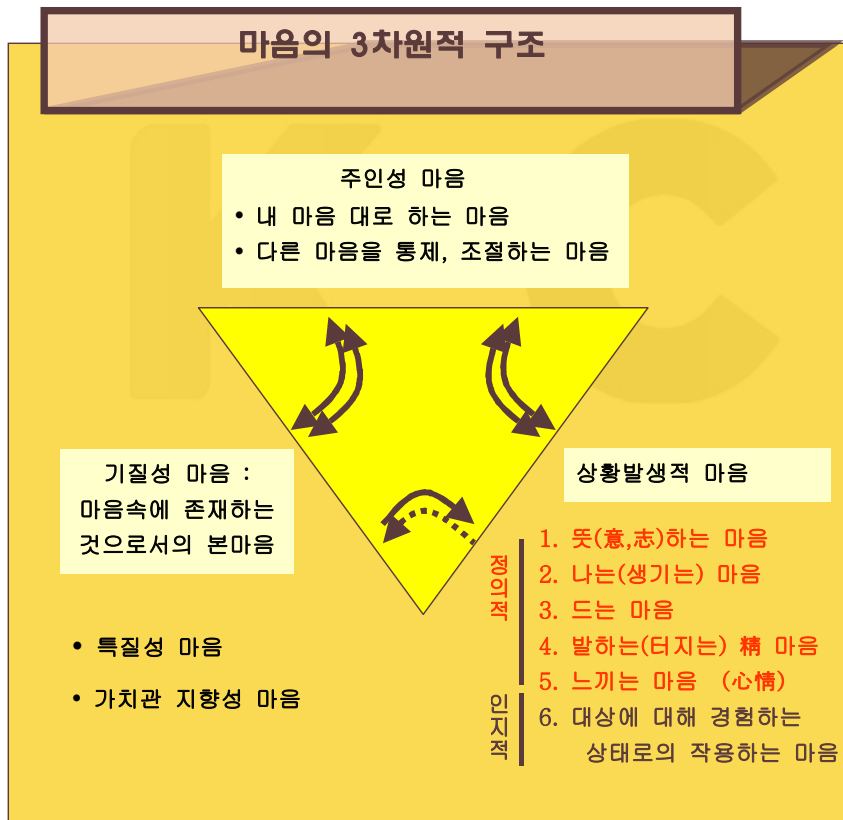 마음의 3차원적 구조
주인성 마음
• 내 마음 대로 하는 마음
• 다른 마음을 통제, 조절하는 마음
기질성 마음 :
마음속에 존재하는
것으로서의 본마음
• 특질성 마음
• 가치관 지향성 마음
상황발생적 마음
정의적
1. 뜻(意,志)하는 마음
2. 나는(생기는) 마음
3. 드는 마음
4. 발하는(터지는) 精 마음
5. 느끼는 마음 (心情)
인지적
6. 대상에 대해 경험하는
상태로의 작용하는 마음
K C